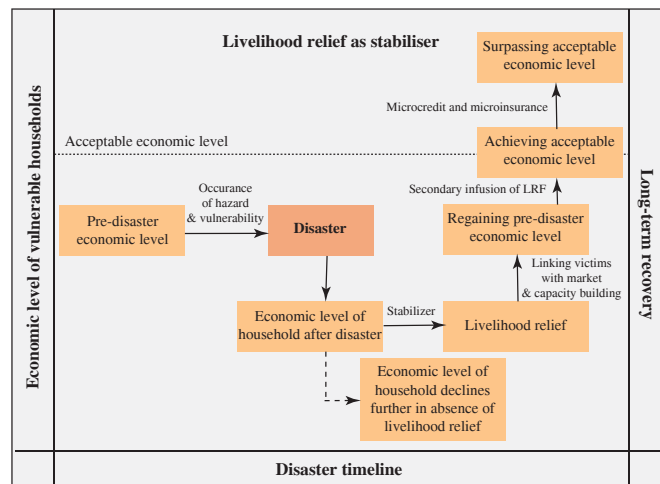 Livelihood relief as stabiliser
Surpassing acceptable
economic level
Microcredit and microinsurance
Acceptable economic level
Achieving acceptable
economic level
Occurance
of hazard
& vulnerability
Secondary infusion of LRF
Pre-disaster
economic level
Disaster
Regaining pre-disaster
economic level
Linking victims
with market
& capacity building
Economic level of
household after disaster
Stabilizer
Livelihood relief
Economic level of
household declines
further in absence of
livelihood relief
Economic level of vulnerable households
Long-term recovery
Disaster timeline